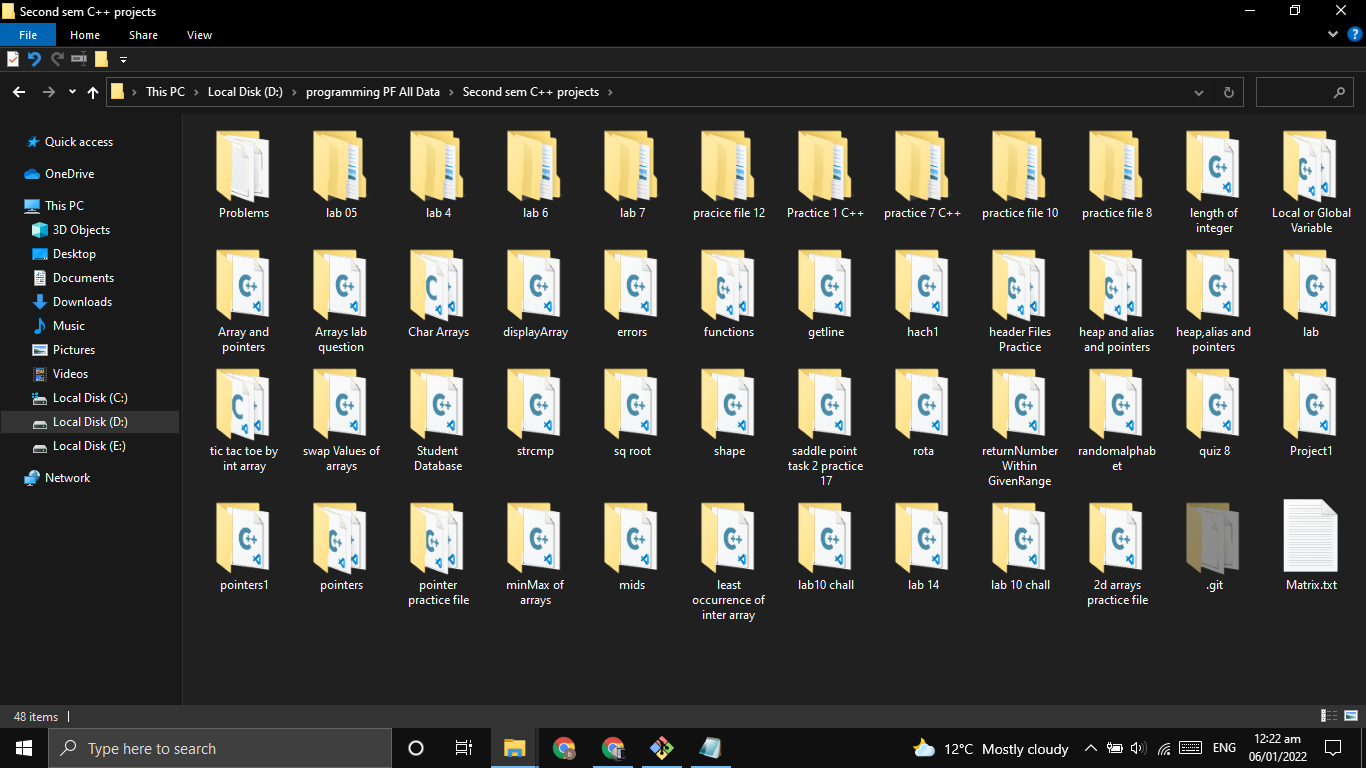 Second sem C++ projects
File Home Share View
This PC Local Disk (D:) programming PF All Data Second sem C++ projects
Quick access
OneDrive
This PC
3D Objects
Desktop
Documents
Downloads
Music
Pictures
Videos
Local Disk (C:)
Local Disk (D:)
Local Disk (E:)
Network
Problems
lab 05
lab 4
lab 6
lab 7
pracice file 12
Practice 1 C++
practice 7 C++
practice file 10
practice file 8
length of
integer
Local or Global
Variable
Array and
pointers
Arrays lab
question
Char Arrays
displayArray
errors
functions
getline
hach1
header Files
Practice
heap and alias
and pointers
heap,alias and
pointers
lab
tic tac toe by
int array
swap Values of
arrays
Student
Database
strcmp
sq root
shape
saddle point
task 2 practice
17
rota
returnNumber
Within
GivenRange
randomalphab
et
quiz 8
Project1
pointers1
pointers
pointer
practice file
minMax of
arrays
mids
least
occurrence of
inter array
lab10 chall
lab 14
lab 10 chall
2d arrays
practice file
.git
Matrix.txt
48 items
Type here to search
12°C Mostly cloudy
ENG
12:22 am
06/01/2022